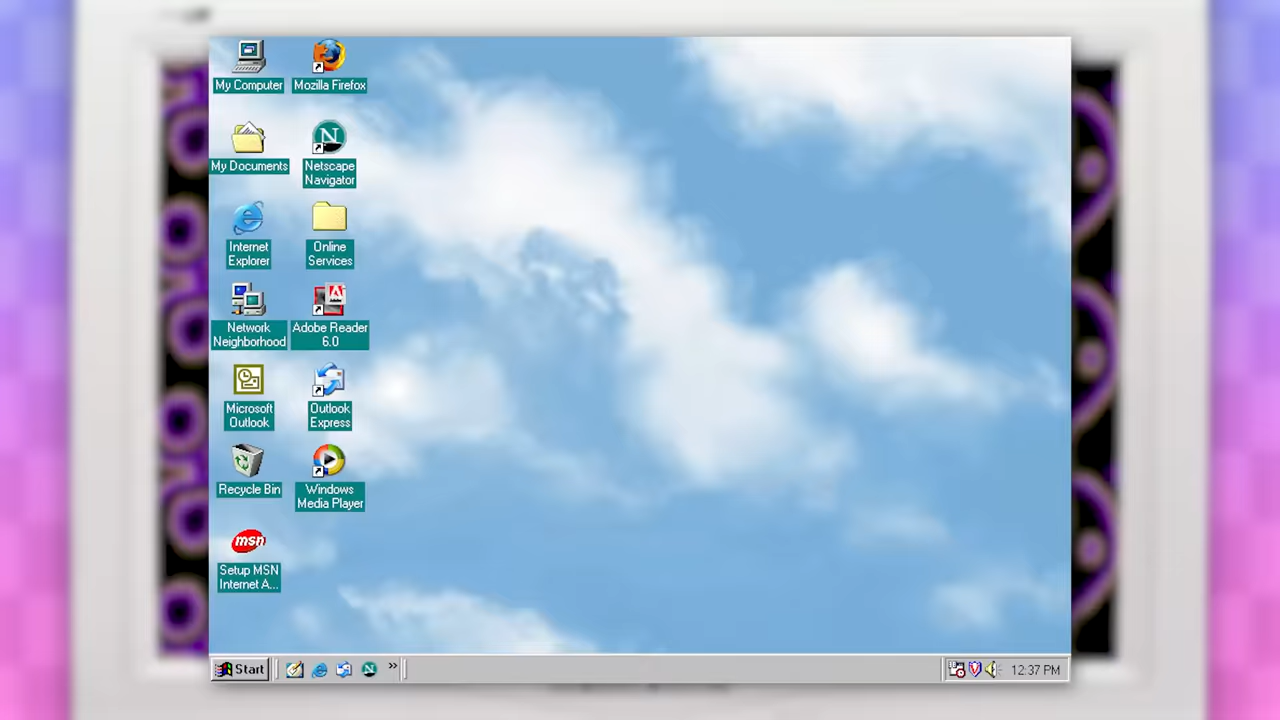 My Computer
Mozilla Firefox
My Documents
Netscape
Navigator
Internet
Explorer
Online
Services
Network
Neighborhood
Adobe Reader
6.0
Microsoft
Outlook
Outlook
Express
Recycle Bin
Windows
Media Player
msn
Setup MSN
Internet A...
Start
12:37 PM